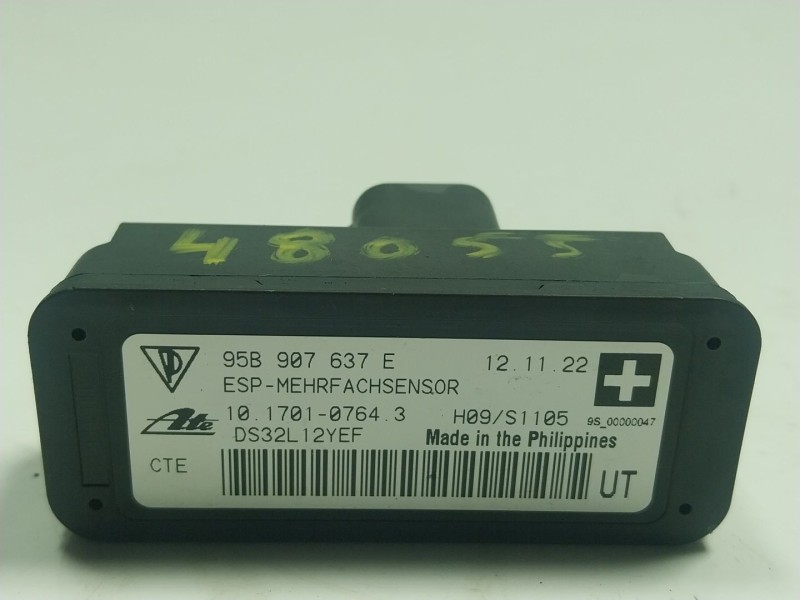 48055
95B 907 637 E 12.11.22
ESP-MEHRFACHSENSOR
Ate 10.1701-0764.3 H09/S1105 9S_00000047
DS32L12YEF Made in the Philippines
CTE UT